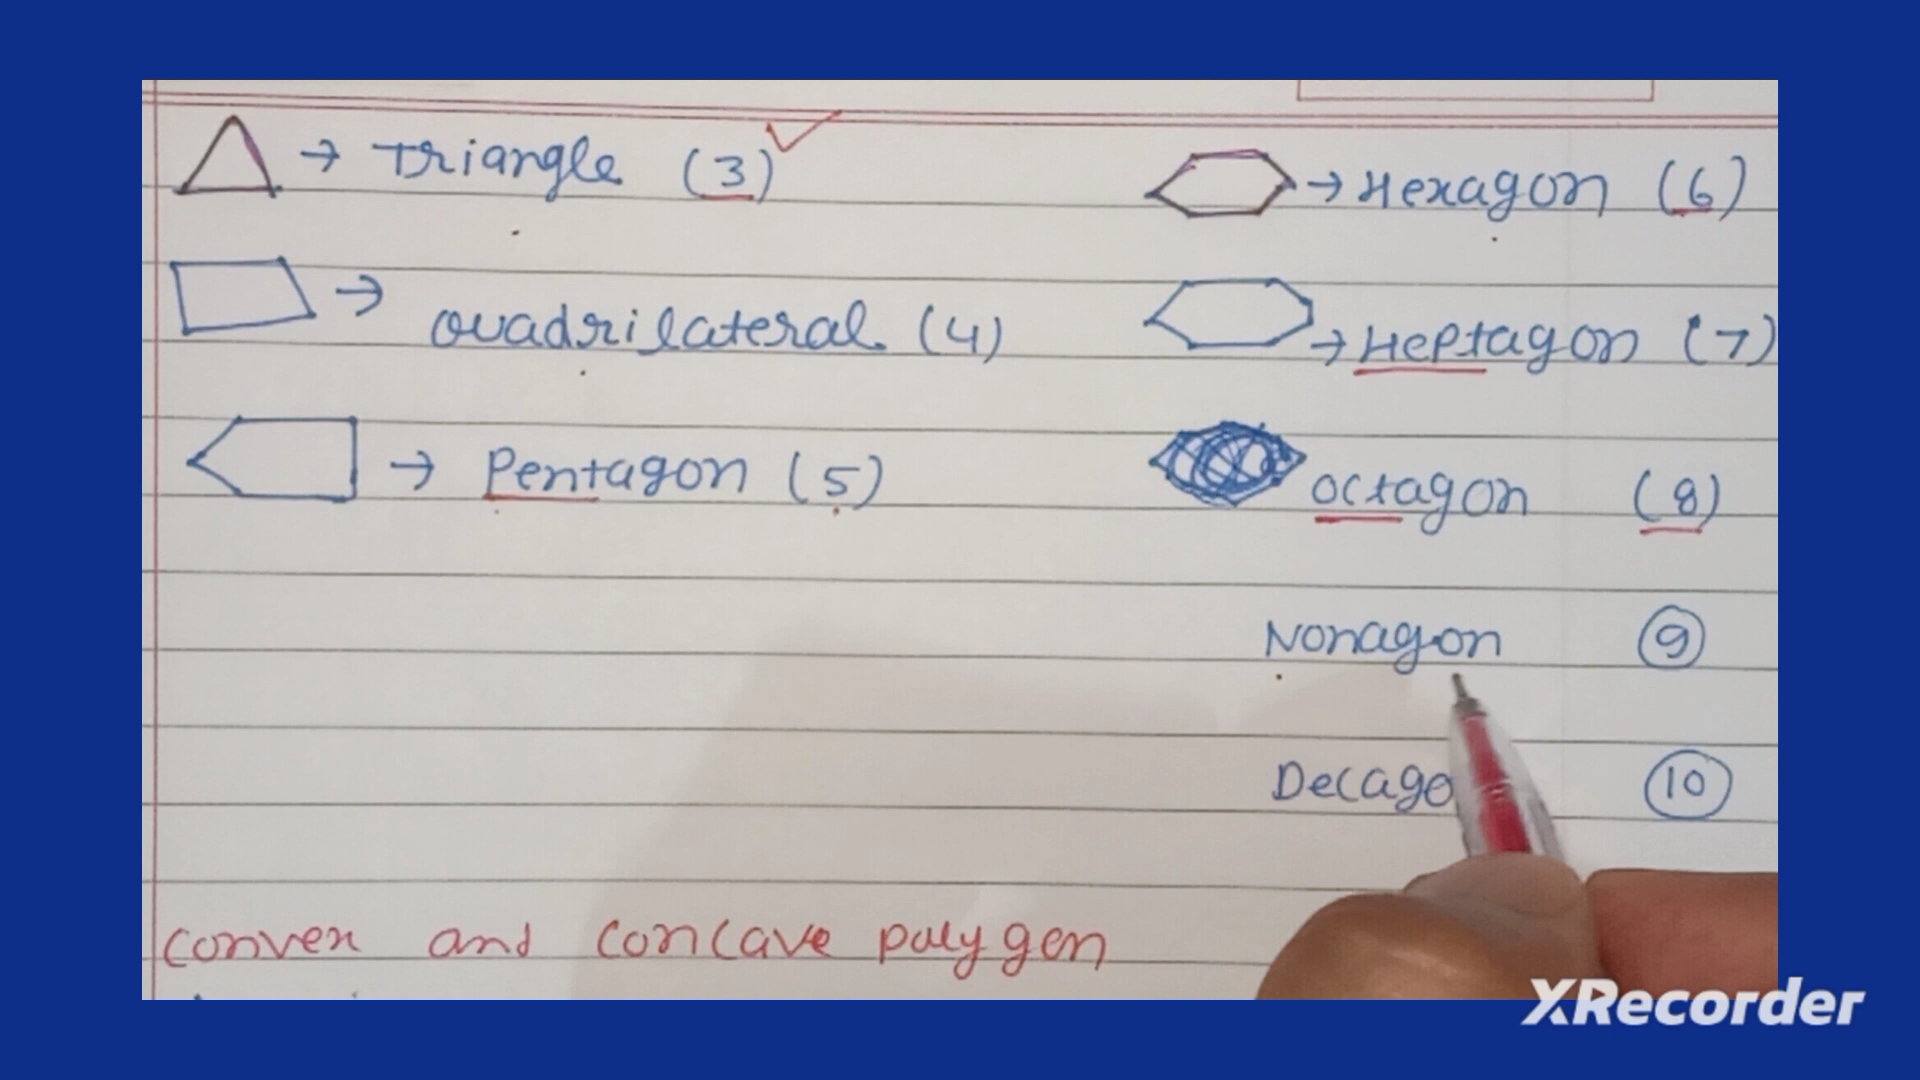 → Triangle (3) ✓
→ Quadrilateral (4)
→ Pentagon (5)
→ Hexagon (6)
→ Heptagon (7)
octagon (8)
Nonagon 9
Decago 10
convex and concave polygon
XRecorder